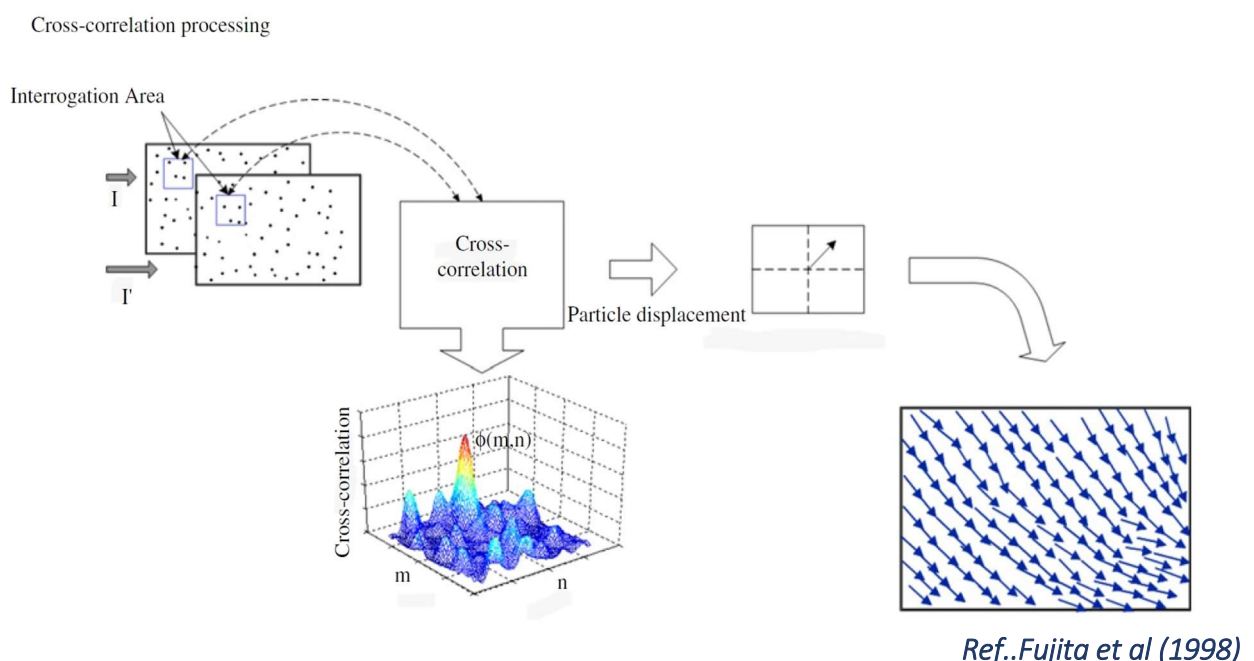 Cross-correlation processing
Interrogation Area
I
I'
Cross-
correlation
Particle displacement
Cross-correlation
ϕ(m,n)
m
n
Ref..Fujita et al (1998)